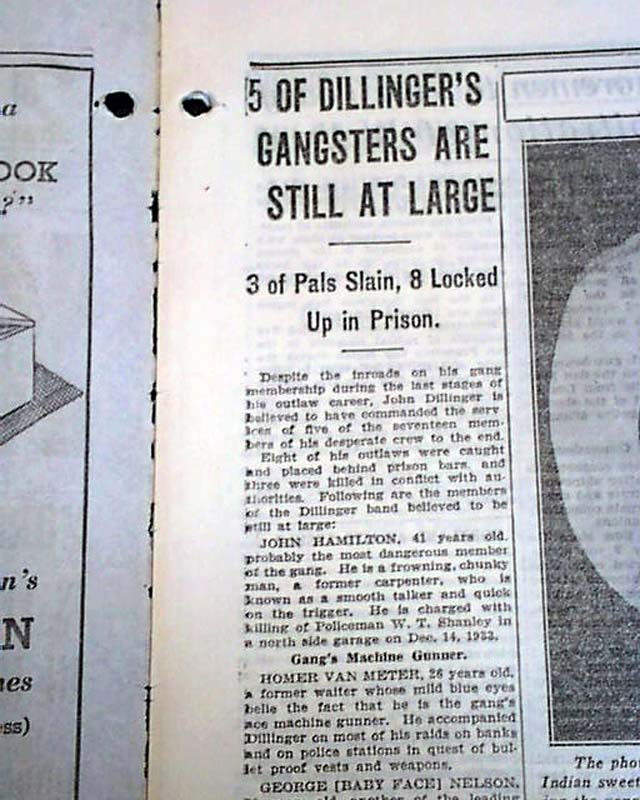 a
OOK
?"
n's
N
nes
ess)
5 OF DILLINGER'S
GANGSTERS ARE
STILL AT LARGE
3 of Pals Slain, 8 Locked
Up in Prison.
Despite the inroads on his gang
membership during the last stages of
his outlaw career, John Dillinger is
believed to have commanded the serv-
ices of five of the seventeen mem-
bers of his desperate crew to the end.
Eight of his outlaws were caught
and placed behind prison bars, and
three were killed in conflict with au-
thorities. Following are the members
of the Dillinger band believed to be
still at large:
JOHN HAMILTON, 41 years old,
probably the most dangerous member
of the gang. He is a frowning, chunky
man, a former carpenter, who is
known as a smooth talker and quick
on the trigger. He is charged with
killing of Policeman W. T. Shanley in
a north side garage on Dec. 14, 1933.
Gang's Machine Gunner.
HOMER VAN METER, 26 years old,
a former waiter whose mild blue eyes
belie the fact that he is the gang's
ace machine gunner. He accompanied
Dillinger on most of his raids on banks
and on police stations in quest of bul-
let proof vests and weapons.
GEORGE [BABY FACE] NELSON,
old, another of the leading
The pho
Indian sweet